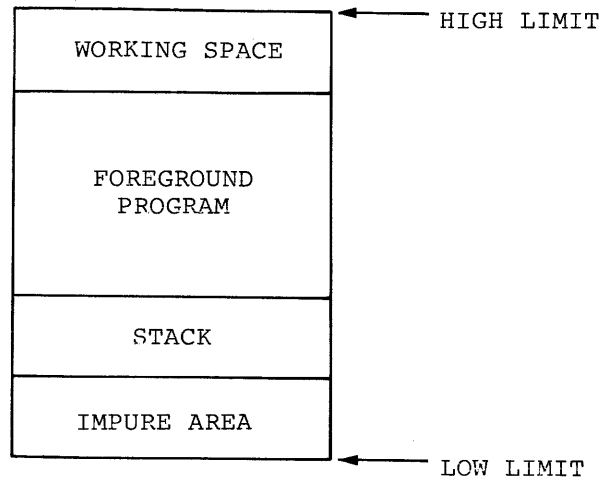 HIGH LIMIT
WORKING SPACE
FOREGROUND
PROGRAM
STACK
IMPURE AREA
LOW LIMIT